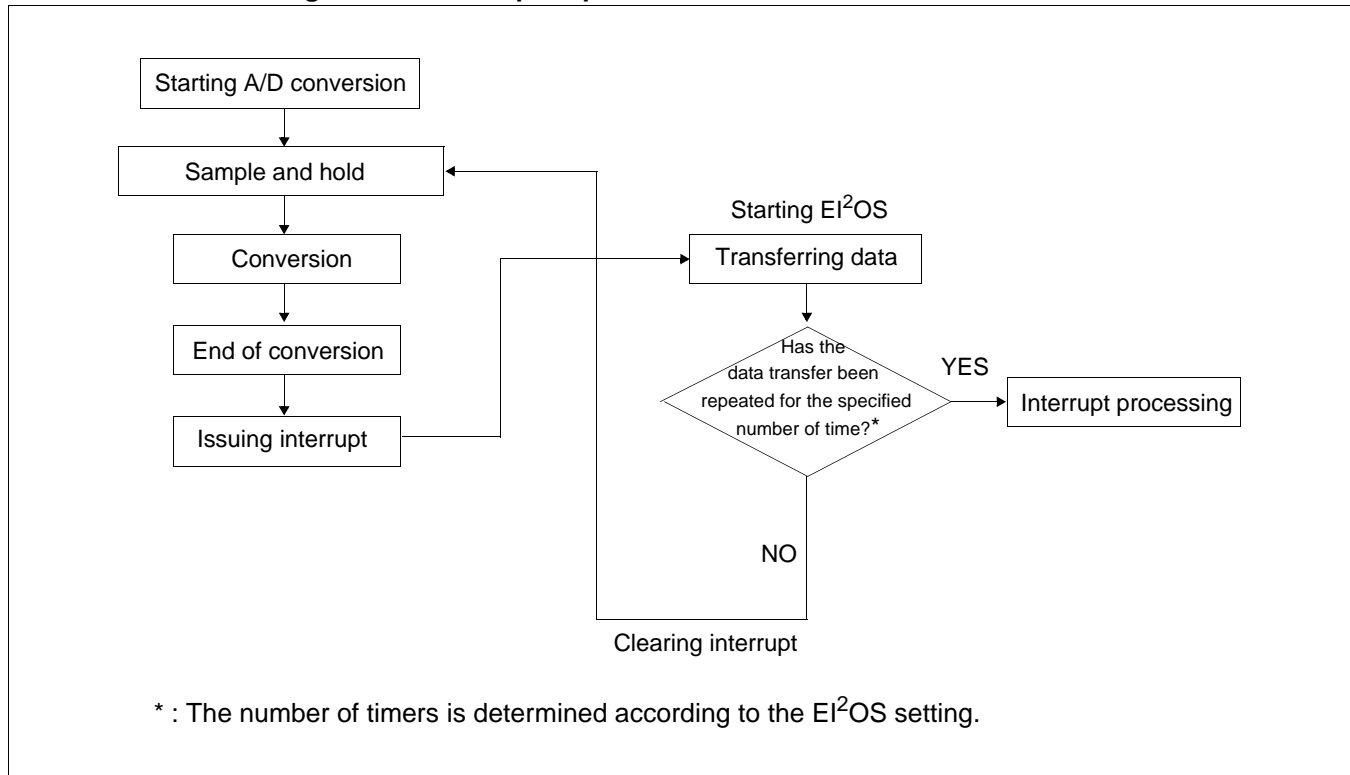 Starting A/D conversion
Sample and hold
Conversion
End of conversion
Issuing interrupt
Starting EI²OS
Transferring data
Has the
data transfer been
repeated for the specified
number of time?*
YES
Interrupt processing
NO
Clearing interrupt
* : The number of timers is determined according to the EI²OS setting.